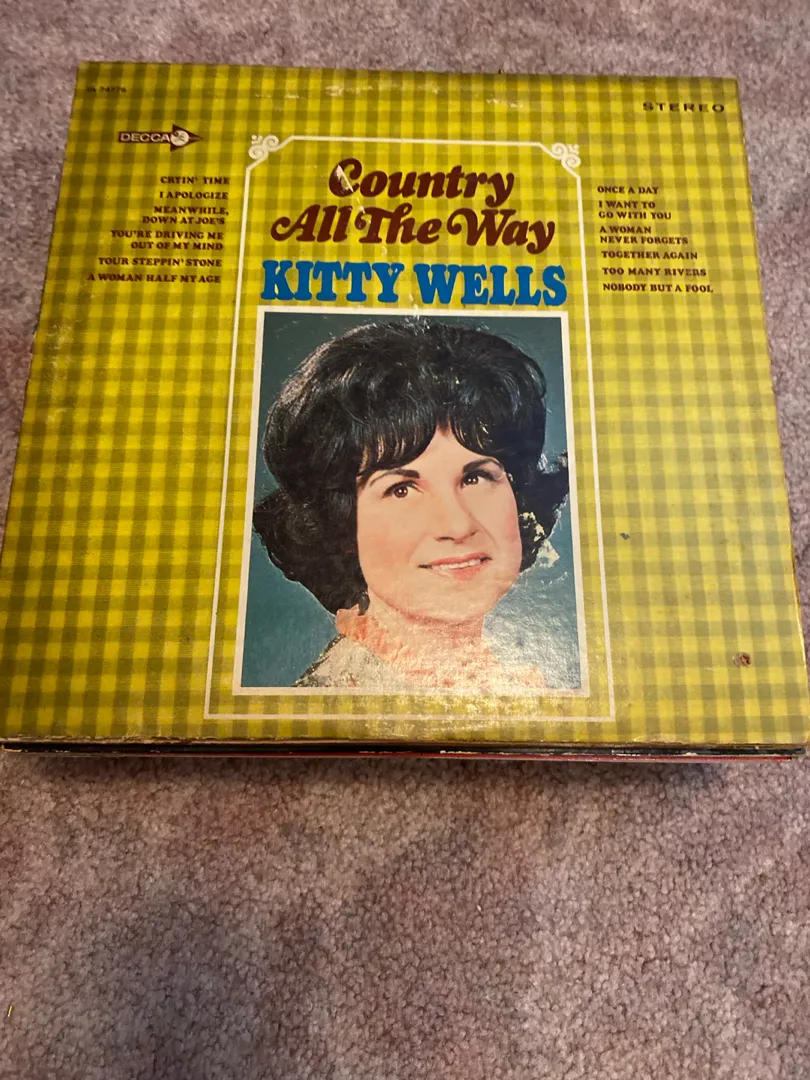 DL 74776
STEREO
DECCA
Country
All The Way
KITTY WELLS
CRYIN' TIME
I APOLOGIZE
MEANWHILE,
DOWN AT JOE'S
YOU'RE DRIVING ME
OUT OF MY MIND
YOUR STEPPIN' STONE
A WOMAN HALF MY AGE
ONCE A DAY
I WANT TO
GO WITH YOU
A WOMAN
NEVER FORGETS
TOGETHER AGAIN
TOO MANY RIVERS
NOBODY BUT A FOOL